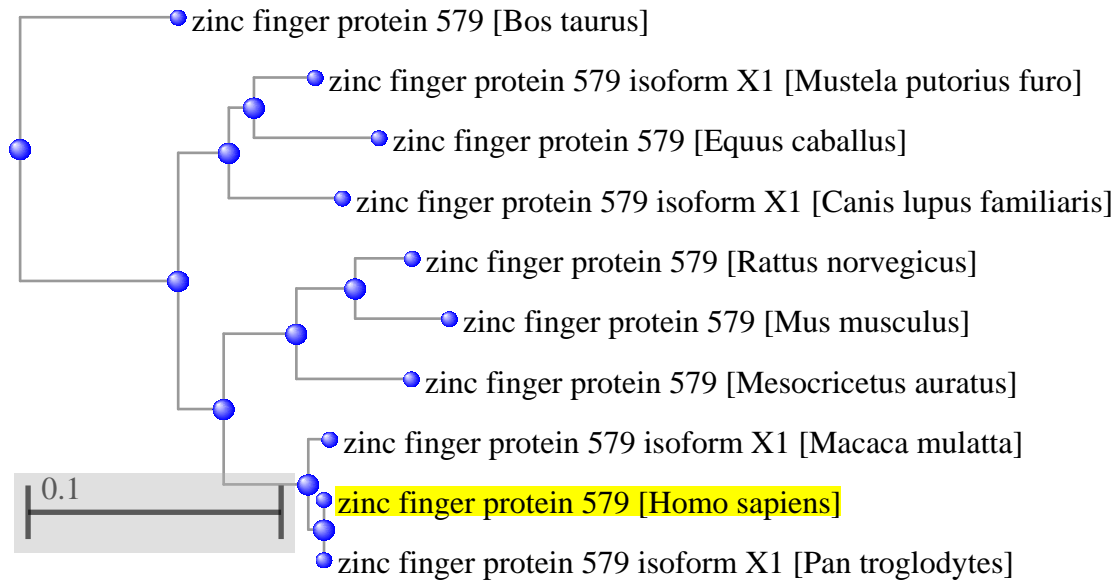 zinc finger protein 579 [Bos taurus]
zinc finger protein 579 isoform X1 [Mustela putorius furo]
zinc finger protein 579 [Equus caballus]
zinc finger protein 579 isoform X1 [Canis lupus familiaris]
zinc finger protein 579 [Rattus norvegicus]
zinc finger protein 579 [Mus musculus]
zinc finger protein 579 [Mesocricetus auratus]
zinc finger protein 579 isoform X1 [Macaca mulatta]
0.1
zinc finger protein 579 [Homo sapiens]
zinc finger protein 579 isoform X1 [Pan troglodytes]